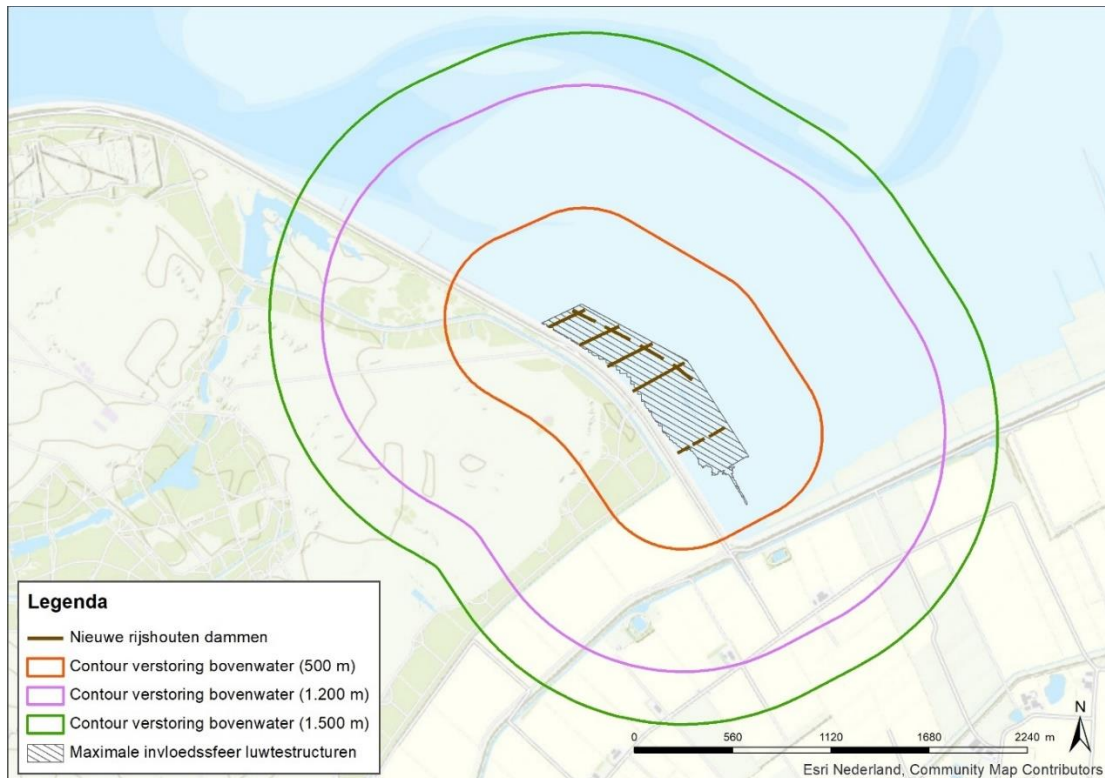 Legenda
Nieuwe rijshouten dammen
Contour verstoring bovenwater (500 m)
Contour verstoring bovenwater (1.200 m)
Contour verstoring bovenwater (1.500 m)
Maximale invloedssfeer luwtestructuren
N
0 560 1120 1680 2240 m
Esri Nederland, Community Map Contributors